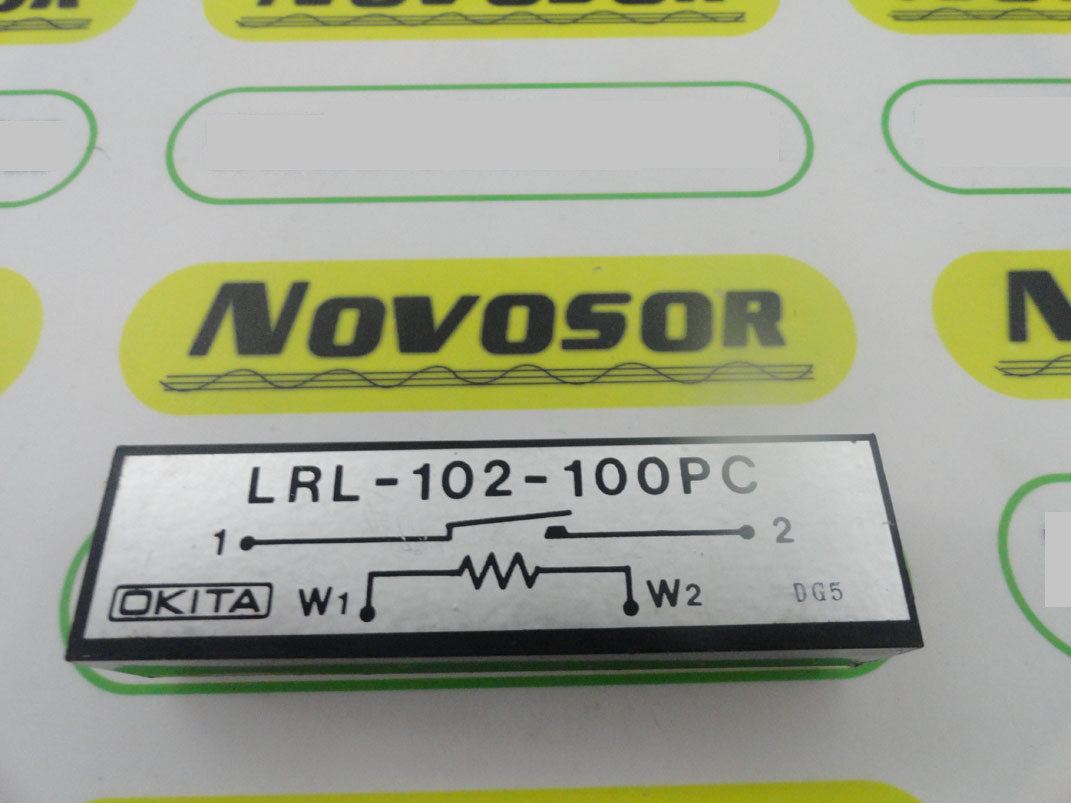 NOVOSOR
LRL-102-100PC
1 2
OKITA W1 W2 DG5